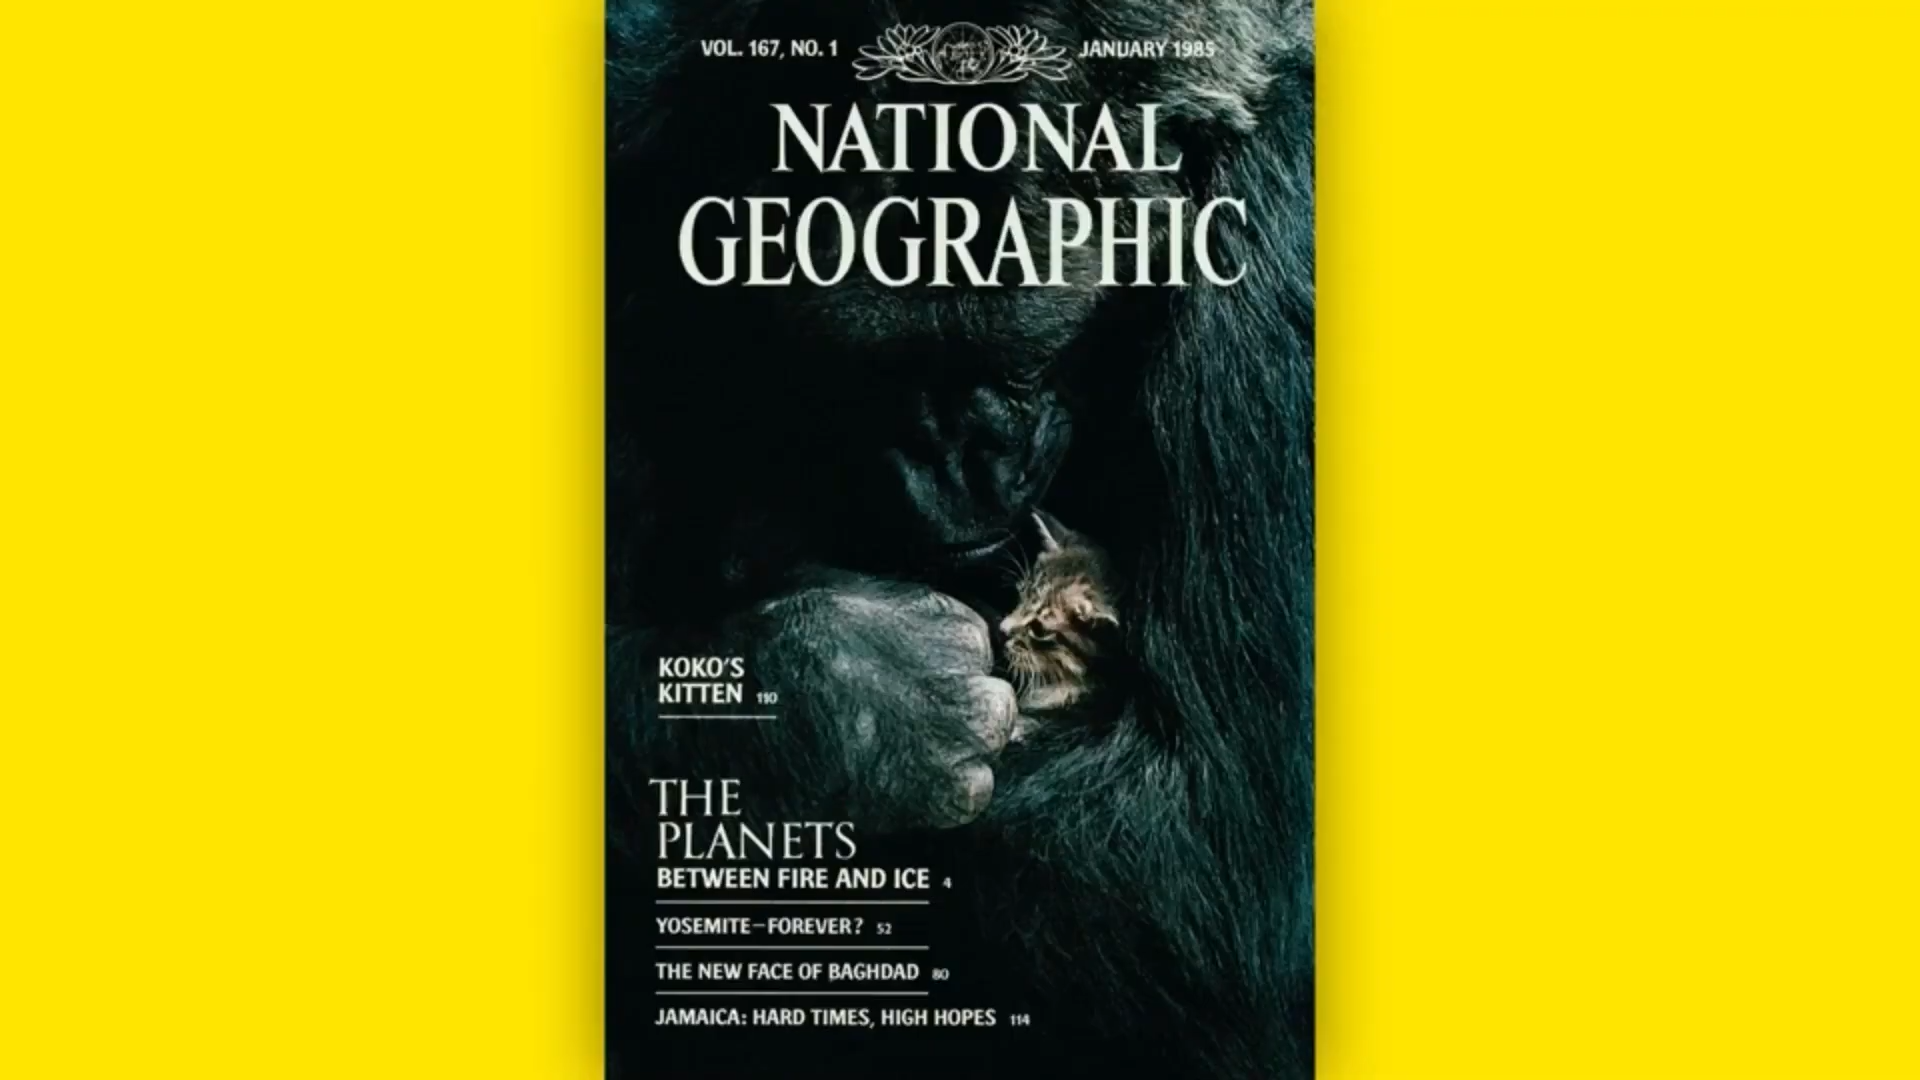 VOL. 167, NO. 1
JANUARY 1985
NATIONAL
GEOGRAPHIC
KOKO'S
KITTEN 110
THE
PLANETS
BETWEEN FIRE AND ICE 4
YOSEMITE—FOREVER? 52
THE NEW FACE OF BAGHDAD 80
JAMAICA: HARD TIMES, HIGH HOPES 114